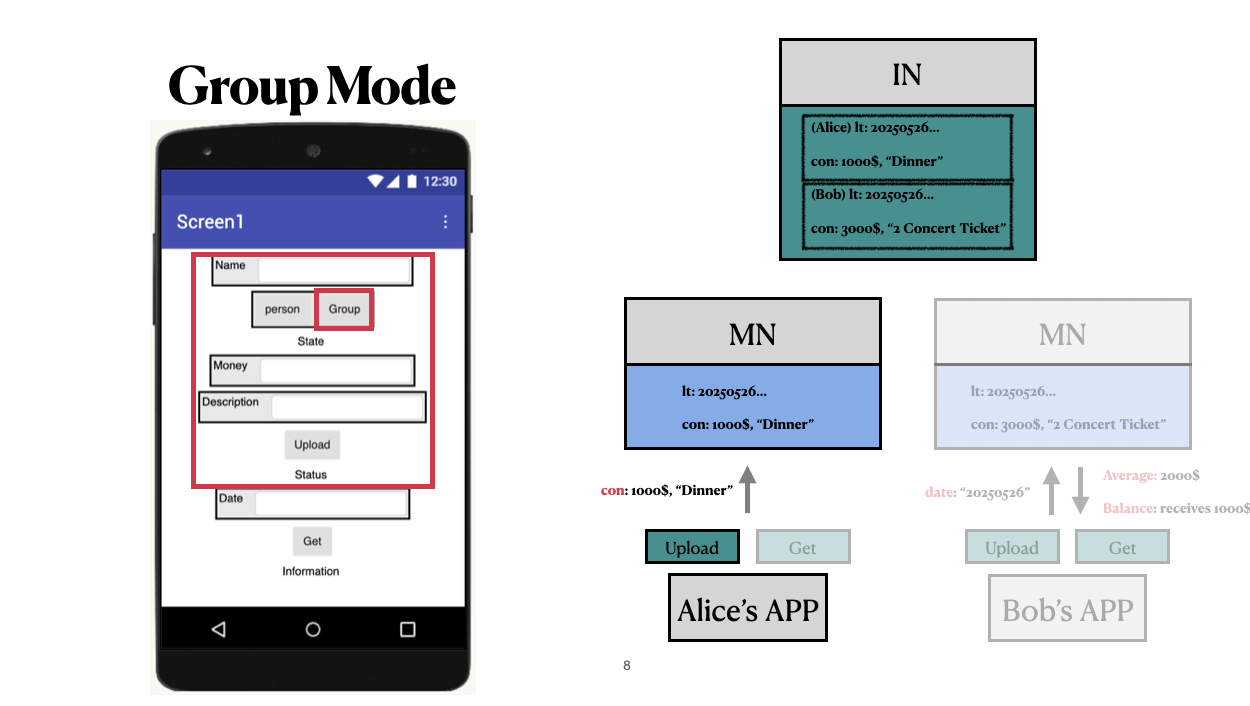 Group Mode
12:30
Screen1
Name
person
Group
State
Money
Description
Upload
Status
Date
Get
Information
IN
(Alice) lt: 20250526...
con: 1000$, “Dinner”
(Bob) lt: 20250526...
con: 3000$, “2 Concert Ticket”
MN
lt: 20250526...
con: 1000$, “Dinner”
con: 1000$, “Dinner”
Upload
Get
Alice’s APP
MN
lt: 20250526...
con: 3000$, “2 Concert Ticket”
date: “20250526”
Average: 2000$
Balance: receives 1000$
Upload
Get
Bob’s APP
8